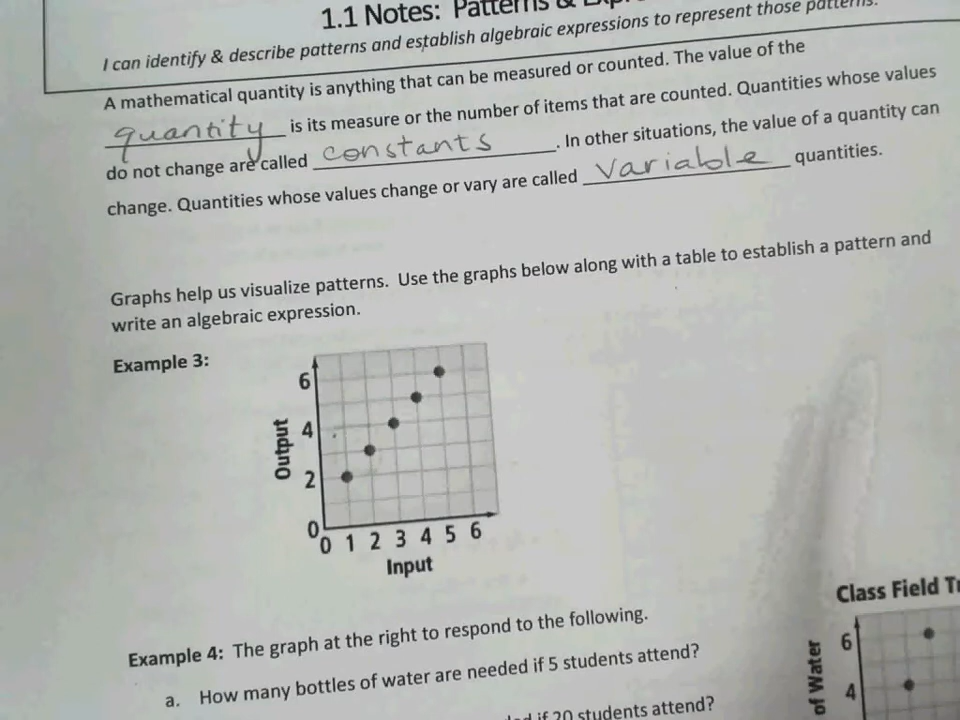 1.1 Notes: Patterns &
I can identify & describe patterns and establish algebraic expressions to represent those patterns.
A mathematical quantity is anything that can be measured or counted. The value of the
quantity is its measure or the number of items that are counted. Quantities whose values
do not change are called constants. In other situations, the value of a quantity can
change. Quantities whose values change or vary are called variable quantities.
Graphs help us visualize patterns. Use the graphs below along with a table to establish a pattern and
write an algebraic expression.
Example 3:
6
4
2
0
Output
0 1 2 3 4 5 6
Input
Example 4: The graph at the right to respond to the following.
a. How many bottles of water are needed if 5 students attend?
if 20 students attend?
Class Field
6
4
of Water